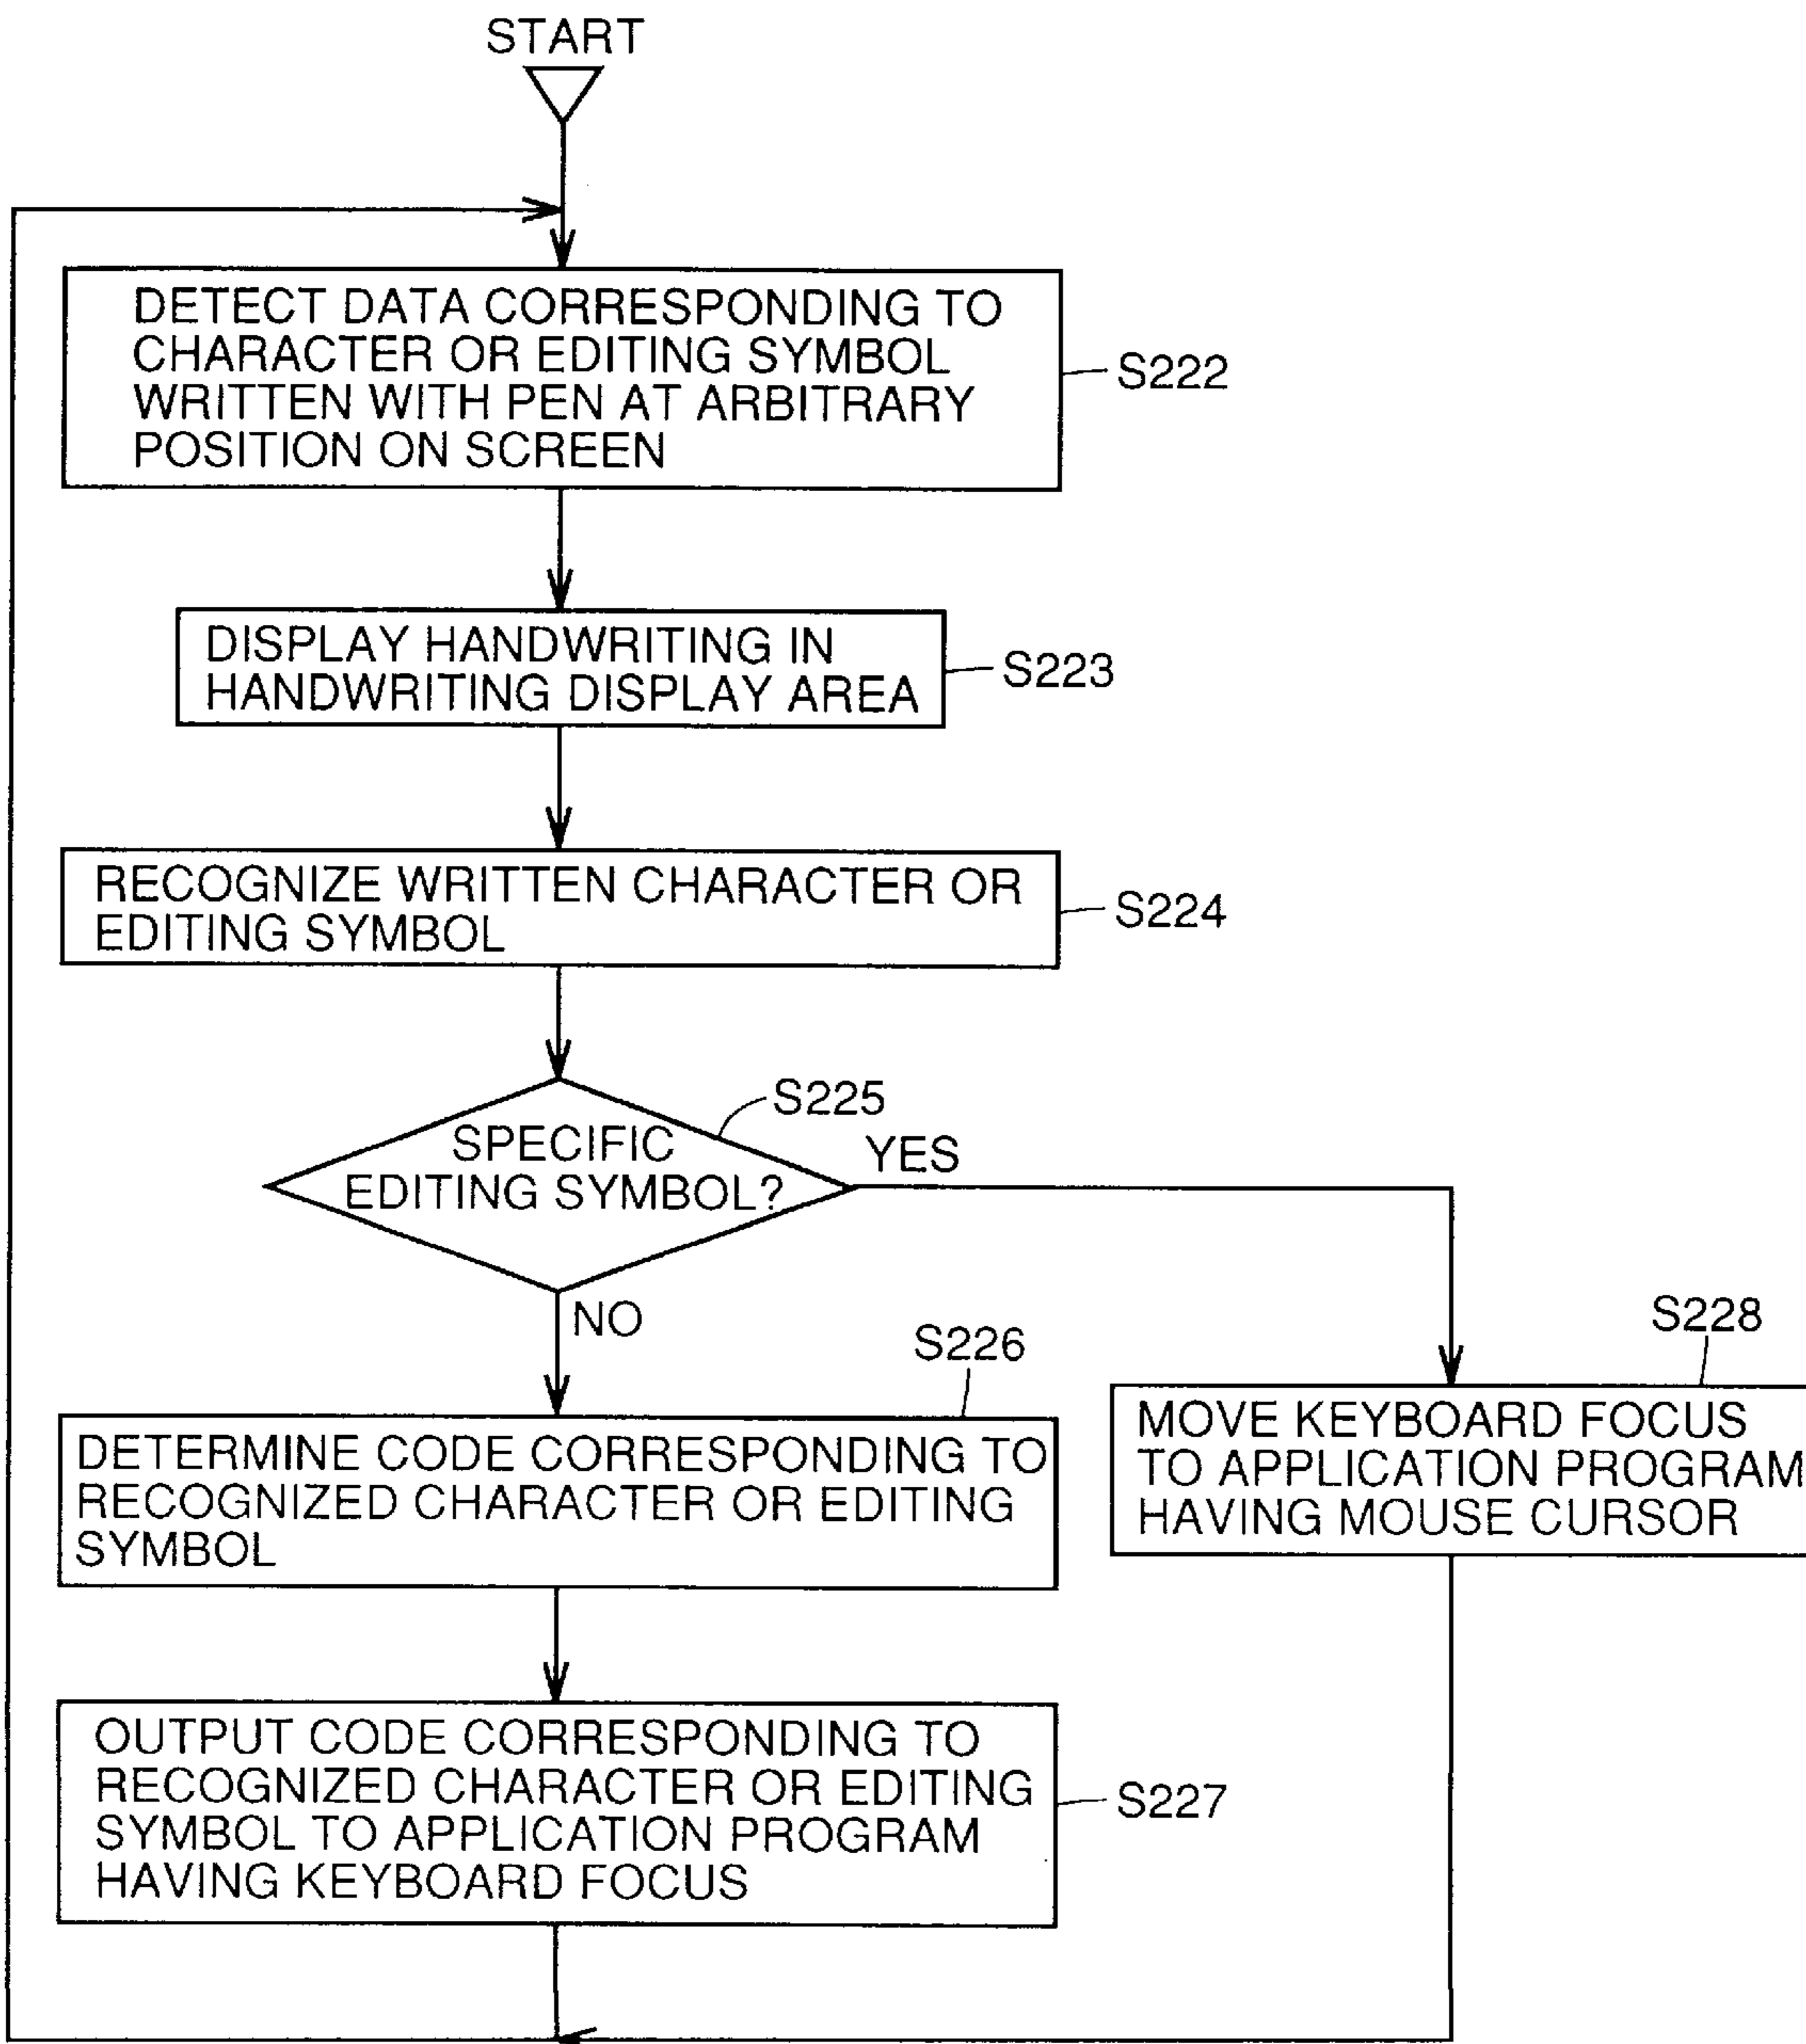 START
DETECT DATA CORRESPONDING TO
CHARACTER OR EDITING SYMBOL
WRITTEN WITH PEN AT ARBITRARY
POSITION ON SCREEN
S222
DISPLAY HANDWRITING IN
HANDWRITING DISPLAY AREA
S223
RECOGNIZE WRITTEN CHARACTER OR
EDITING SYMBOL
S224
S225
SPECIFIC
EDITING SYMBOL?
YES
NO
S226
DETERMINE CODE CORRESPONDING TO
RECOGNIZED CHARACTER OR EDITING
SYMBOL
S228
MOVE KEYBOARD FOCUS
TO APPLICATION PROGRAM
HAVING MOUSE CURSOR
OUTPUT CODE CORRESPONDING TO
RECOGNIZED CHARACTER OR EDITING
SYMBOL TO APPLICATION PROGRAM
HAVING KEYBOARD FOCUS
S227